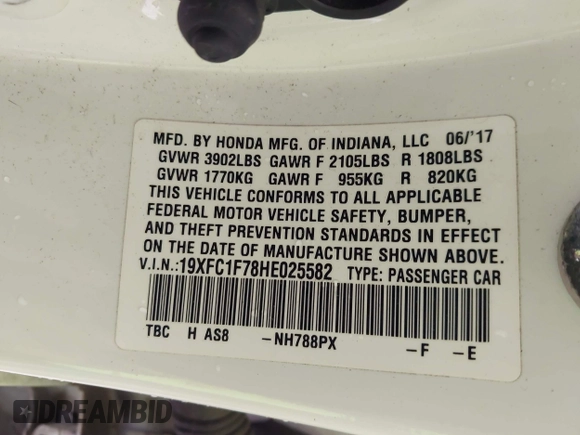 MFD. BY HONDA MFG. OF INDIANA, LLC 06/'17
GVWR 3902LBS GAWR F 2105LBS R 1808LBS
GVWR 1770KG GAWR F 955KG R 820KG
THIS VEHICLE CONFORMS TO ALL APPLICABLE
FEDERAL MOTOR VEHICLE SAFETY, BUMPER,
AND THEFT PREVENTION STANDARDS IN EFFECT
ON THE DATE OF MANUFACTURE SHOWN ABOVE.
V.I.N.:19XFC1F78HE025582 TYPE: PASSENGER CAR
TBC H AS8 -NH788PX -F -E
DREAMBID